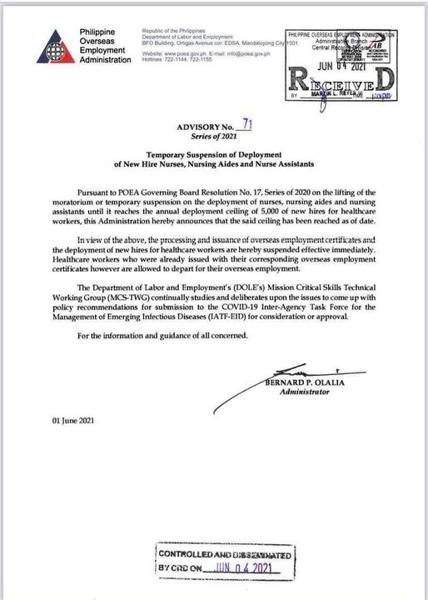 Philippine
Overseas
Employment
Administration
Republic of the Philippines
Department of Labor and Employment
BFO Building, Ortigas Avenue cor. EDSA, Mandaluyong City 1501
Website: www.poea.gov.ph E-mail: info@poea.gov.ph
Hotlines: 722-1144, 722-1155
PHILIPPINE OVERSEAS EMPLOYMENT ADMINISTRATION
Administrative Branch
Central Records
JUN 04 2021
RECEIVED
BY
ADVISORY No. 71
Series of 2021
Temporary Suspension of Deployment
of New Hire Nurses, Nursing Aides and Nurse Assistants
Pursuant to POEA Governing Board Resolution No. 17, Series of 2020 on the lifting of the
moratorium or temporary suspension on the deployment of nurses, nursing aides and nursing
assistants until it reaches the annual deployment ceiling of 5,000 of new hires for healthcare
workers, this Administration hereby announces that the said ceiling has been reached as of date.
In view of the above, the processing and issuance of overseas employment certificates and
the deployment of new hires for healthcare workers are hereby suspended effective immediately.
Healthcare workers who were already issued with their corresponding overseas employment
certificates however are allowed to depart for their overseas employment.
The Department of Labor and Employment's (DOLE's) Mission Critical Skills Technical
Working Group (MCS-TWG) continually studies and deliberates upon the issues to come up with
policy recommendations for submission to the COVID-19 Inter-Agency Task Force for the
Management of Emerging Infectious Diseases (IATF-EID) for consideration or approval.
For the information and guidance of all concerned.
BERNARD P. OLALIA
Administrator
01 June 2021
CONTROLLED AND DISSEMINATED
BY CRD ON JUN 04 2021